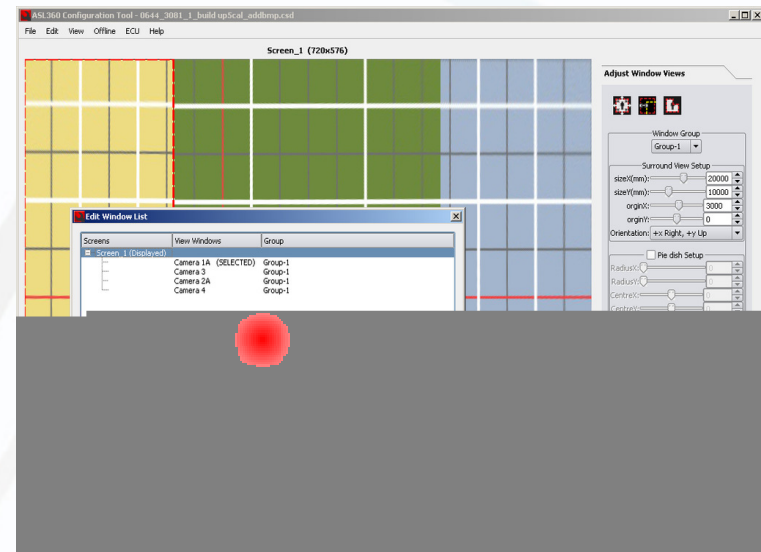 ASL360 Configuration Tool - 0644_3081_1_build up5cal_addbmp.csd
File Edit View Offline ECU Help
Screen_1 (720x576)
Adjust Window Views
Window Group
Group-1
Surround View Setup
sizeX(mm): 20000
sizeY(mm): 10000
orginX: 3000
orginY: 0
Orientation: +x Right, +y Up
Pie dish Setup
RadiusX: 0
RadiusY: 0
CentreX: 0
Edit Window List
Screens View Windows Group
Screen_1 (Displayed)
Camera 1A (SELECTED) Group-1
Camera 3 Group-1
Camera 2A Group-1
Camera 4 Group-1